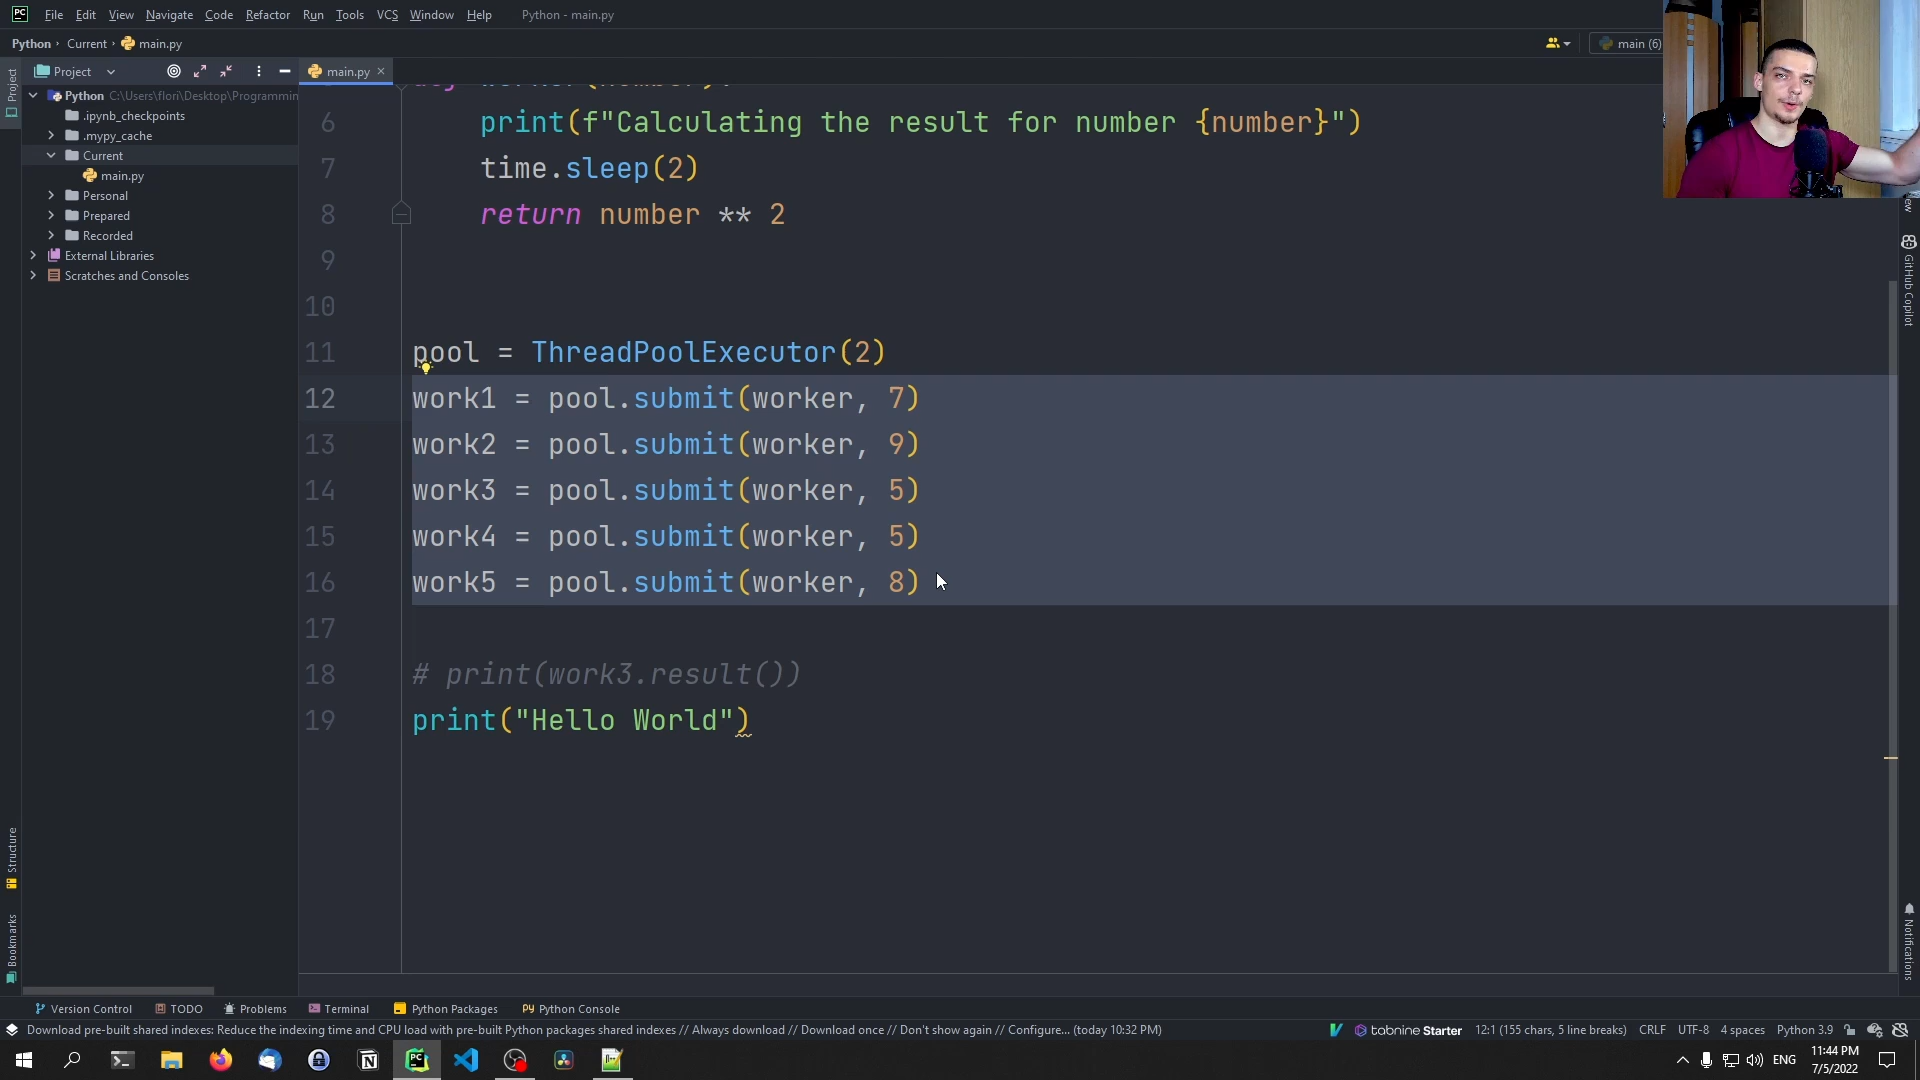 PC File Edit View Navigate Code Refactor Run Tools VCS Window Help Python - main.py
Python › Current › main.py
main (6)
Project
Project
main.py ×
Python C:\Users\flori\Desktop\Programmin
.ipynb_checkpoints
.mypy_cache
Current
main.py
Personal
Prepared
Recorded
External Libraries
Scratches and Consoles
6 print(f"Calculating the result for number {number}")
7 time.sleep(2)
8 return number ** 2
9
10
11 pool = ThreadPoolExecutor(2)
12 work1 = pool.submit(worker, 7)
13 work2 = pool.submit(worker, 9)
14 work3 = pool.submit(worker, 5)
15 work4 = pool.submit(worker, 5)
16 work5 = pool.submit(worker, 8)
17
18 # print(work3.result())
19 print("Hello World")
GitHub Copilot
Notifications
Structure
Bookmarks
Version Control TODO Problems Terminal Python Packages Python Console
Download pre-built shared indexes: Reduce the indexing time and CPU load with pre-built Python packages shared indexes // Always download // Download once // Don't show again // Configure... (today 10:32 PM) tabnine Starter 12:1 (155 chars, 5 line breaks) CRLF UTF-8 4 spaces Python 3.9
ENG
11:44 PM
7/5/2022